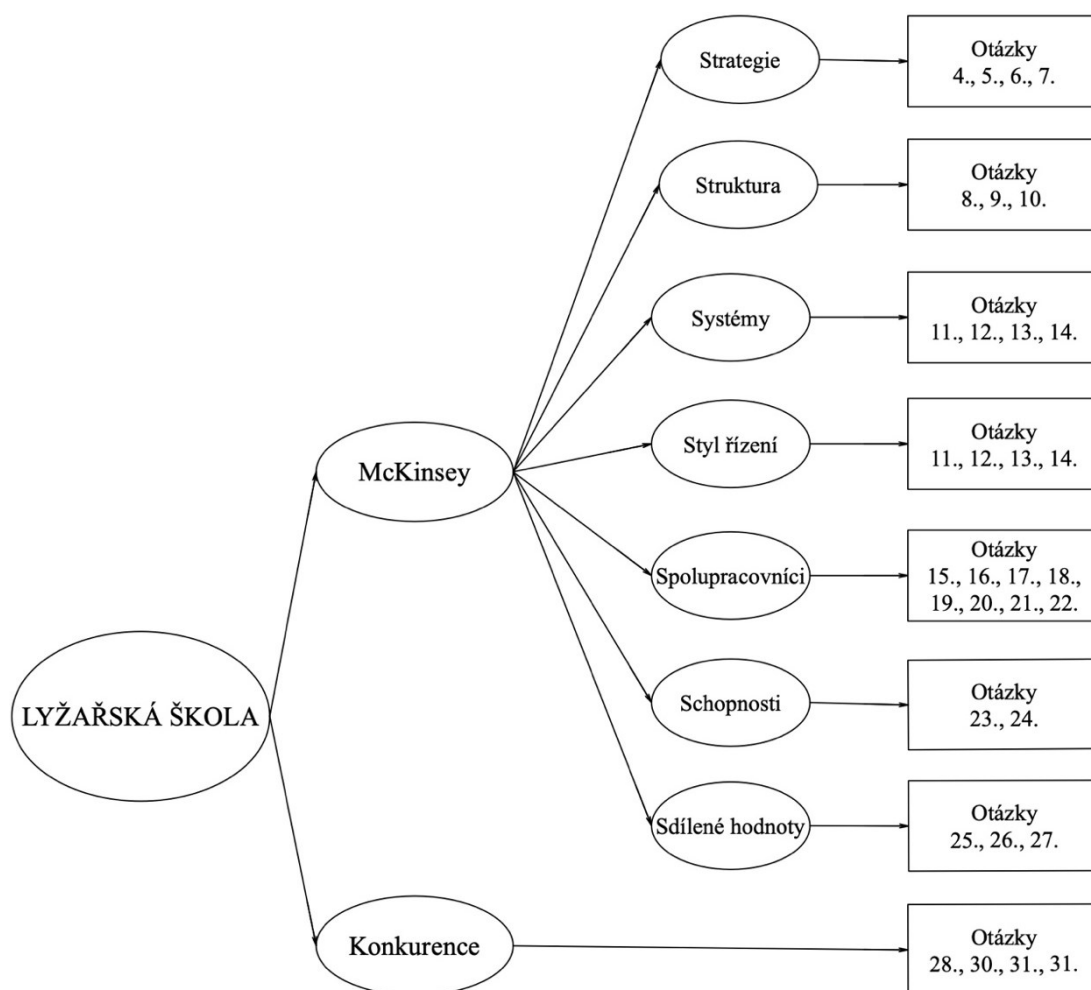 Strategie
Otázky
4., 5., 6., 7.
Struktura
Otázky
8., 9., 10.
Systémy
Otázky
11., 12., 13., 14.
McKinsey
Styl řízení
Otázky
11., 12., 13., 14.
Spolupracovníci
Otázky
15., 16., 17., 18.,
19., 20., 21., 22.
LYŽAŘSKÁ ŠKOLA
Schopnosti
Otázky
23., 24.
Sdílené hodnoty
Otázky
25., 26., 27.
Konkurence
Otázky
28., 30., 31., 31.